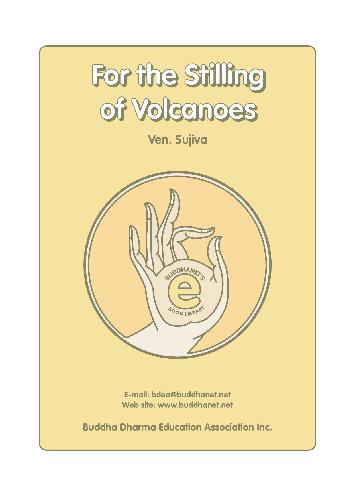 For the Stilling
of Volcanoes
Ven. Sujiva
BUDDHANET'S
e
BOOK LIBRARY
E-mail: bdea@buddhanet.net
Web site: www.buddhanet.net
Buddha Dharma Education Association Inc.